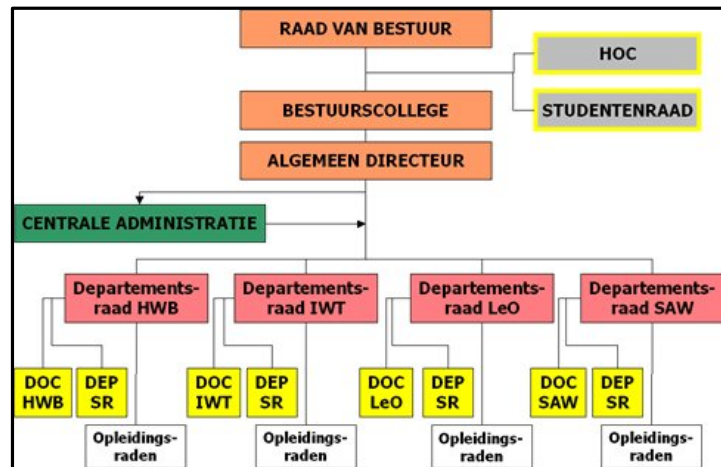 RAAD VAN BESTUUR
HOC
BESTUURSCOLLEGE
STUDENTENRAAD
ALGEMEEN DIRECTEUR
CENTRALE ADMINISTRATIE
Departements-
raad HWB
Departements-
raad IWT
Departements-
raad LeO
Departements-
raad SAW
DOC
HWB
DEP
SR
DOC
IWT
DEP
SR
DOC
LeO
DEP
SR
DOC
SAW
DEP
SR
Opleidings-
raden
Opleidings-
raden
Opleidings-
raden
Opleidings-
raden